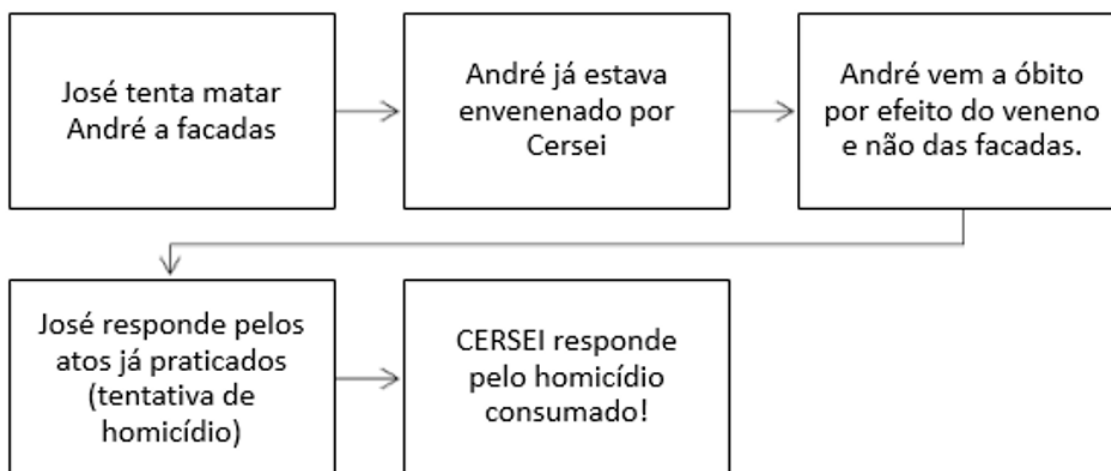 José tenta matar
André a facadas
André já estava
envenenado por
Cersei
André vem a óbito
por efeito do veneno
e não das facadas.
José responde pelos
atos já praticados
(tentativa de
homicídio)
CERSEI responde
pelo homicídio
consumado!